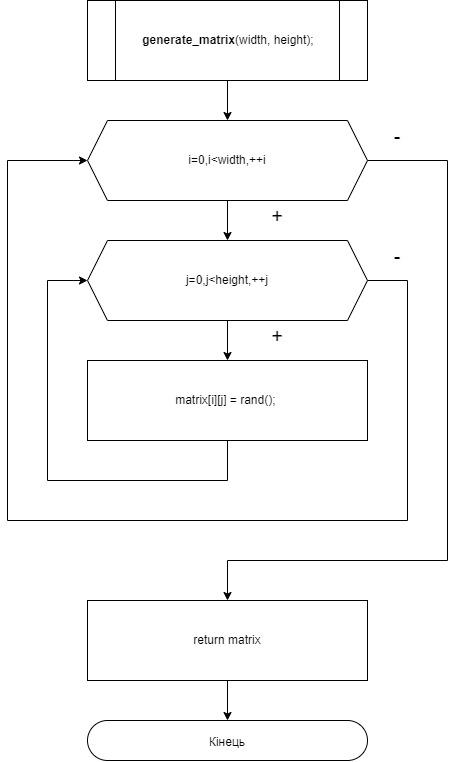 generate_matrix(width, height);
i=0,i<width,++i
-
+
j=0,j<height,++j
-
+
matrix[i][j] = rand();
return matrix
Кінець